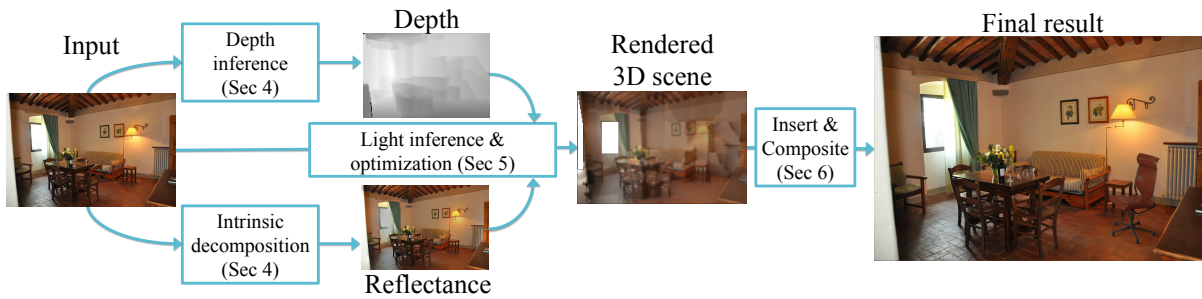 Input
Depth
inference
(Sec 4)
Depth
Light inference &
optimization (Sec 5)
Intrinsic
decomposition
(Sec 4)
Reflectance
Rendered
3D scene
Insert &
Composite
(Sec 6)
Final result